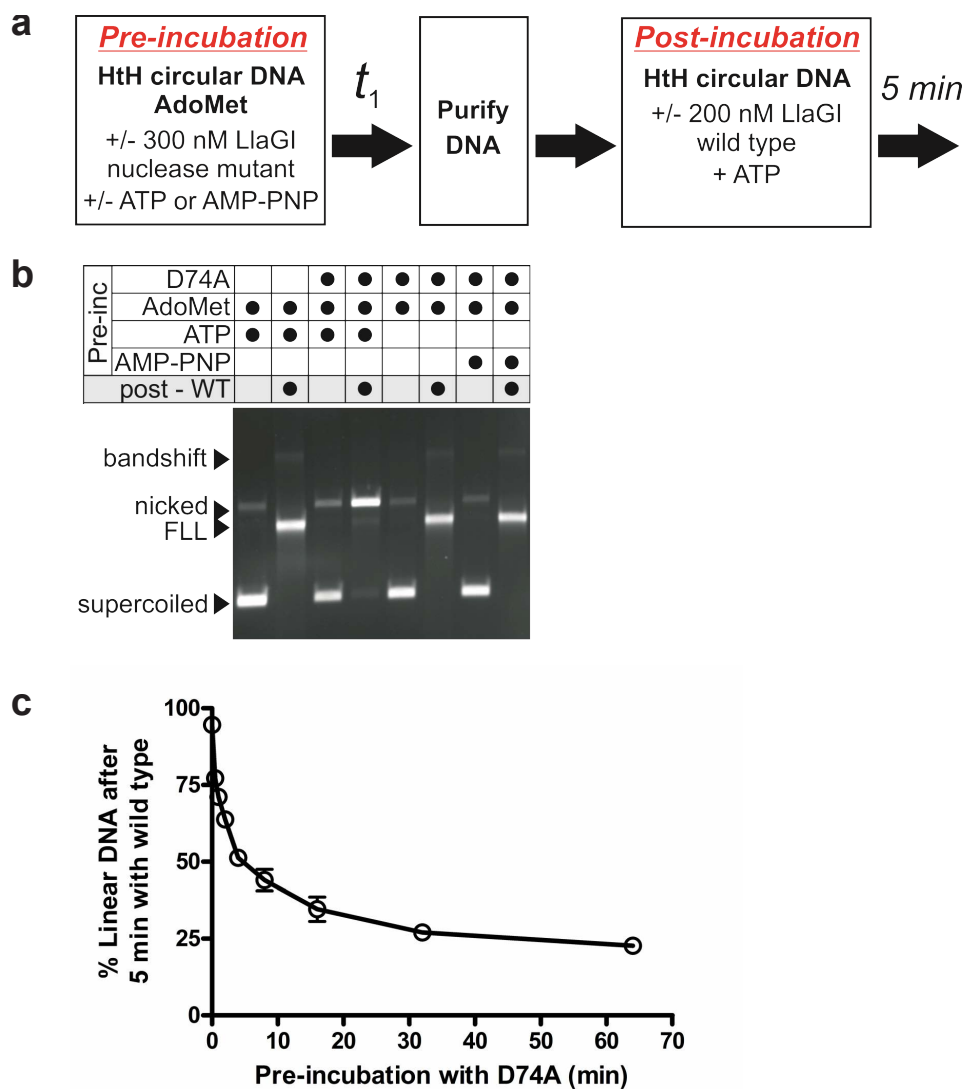 a
Pre-incubation
HtH circular DNA
AdoMet
+/- 300 nM LlaGI
nuclease mutant
+/- ATP or AMP-PNP
t1
Purify
DNA
Post-incubation
HtH circular DNA
+/- 200 nM LlaGI
wild type
+ ATP
5 min
b
Pre-inc
D74A
AdoMet
ATP
AMP-PNP
post - WT
bandshift
nicked
FLL
supercoiled
c
% Linear DNA after
5 min with wild type
100
75
50
25
0
0 10 20 30 40 50 60 70
Pre-incubation with D74A (min)